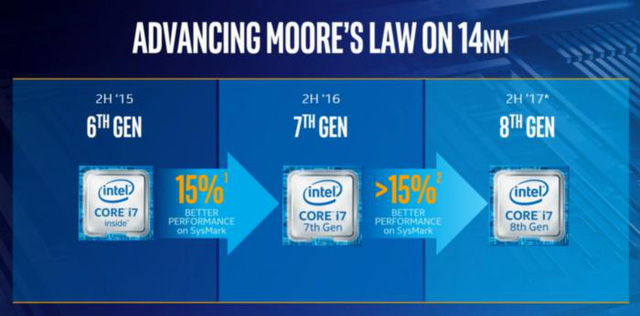 ADVANCING MOORE'S LAW ON 14NM
2H '15
6TH GEN
2H '16
7TH GEN
2H '17*
8TH GEN
intel
CORE i7
inside™
15%1
BETTER
PERFORMANCE
on SysMark
intel
CORE i7
7th Gen
>15%2
BETTER
PERFORMANCE
on SysMark
intel
CORE i7
8th Gen